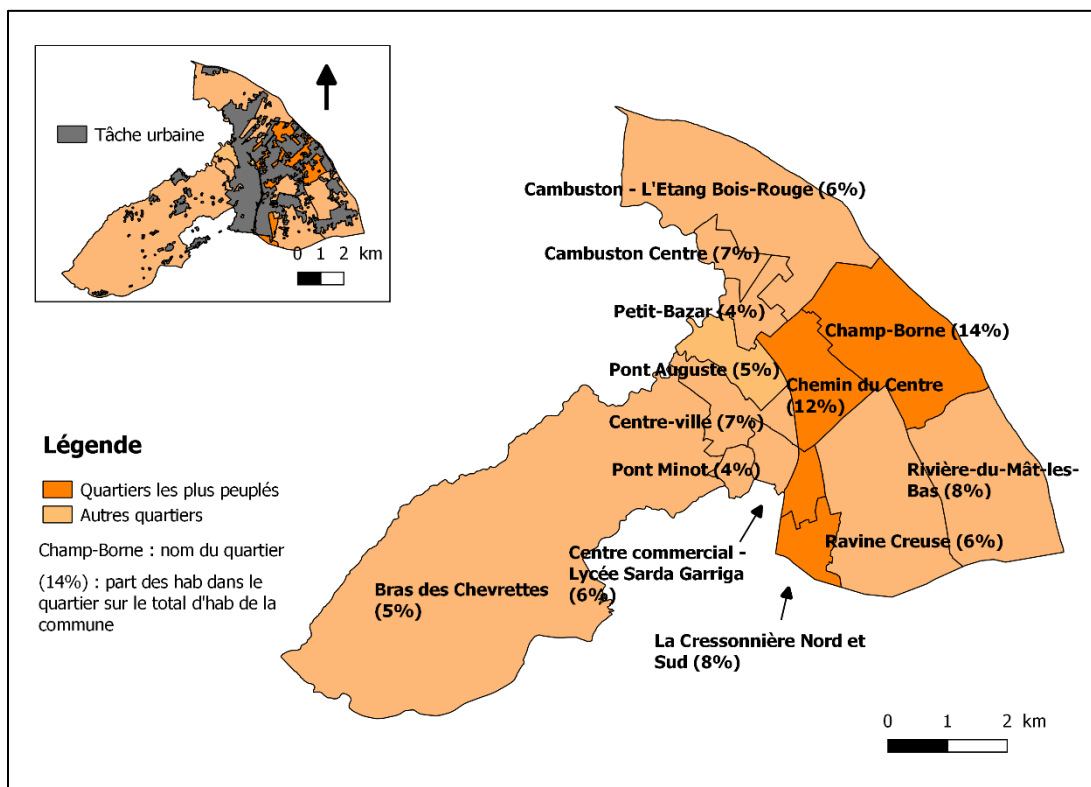 Tâche urbaine
0 1 2 km
Cambuston - L'Etang Bois-Rouge (6%)
Cambuston Centre (7%)
Petit-Bazar (4%)
Champ-Borne (14%)
Pont Auguste (5%)
Chemin du Centre
(12%)
Centre-ville (7%)
Pont Minot (4%)
Rivière-du-Mât-les-
Bas (8%)
Ravine Creuse (6%)
Centre commercial -
Lycée Sarda Garriga
(6%)
Bras des Chevrettes
(5%)
La Cressonnière Nord et
Sud (8%)
Légende
Quartiers les plus peuplés
Autres quartiers
Champ-Borne : nom du quartier
(14%) : part des hab dans le
quartier sur le total d'hab de la
commune
0 1 2 km